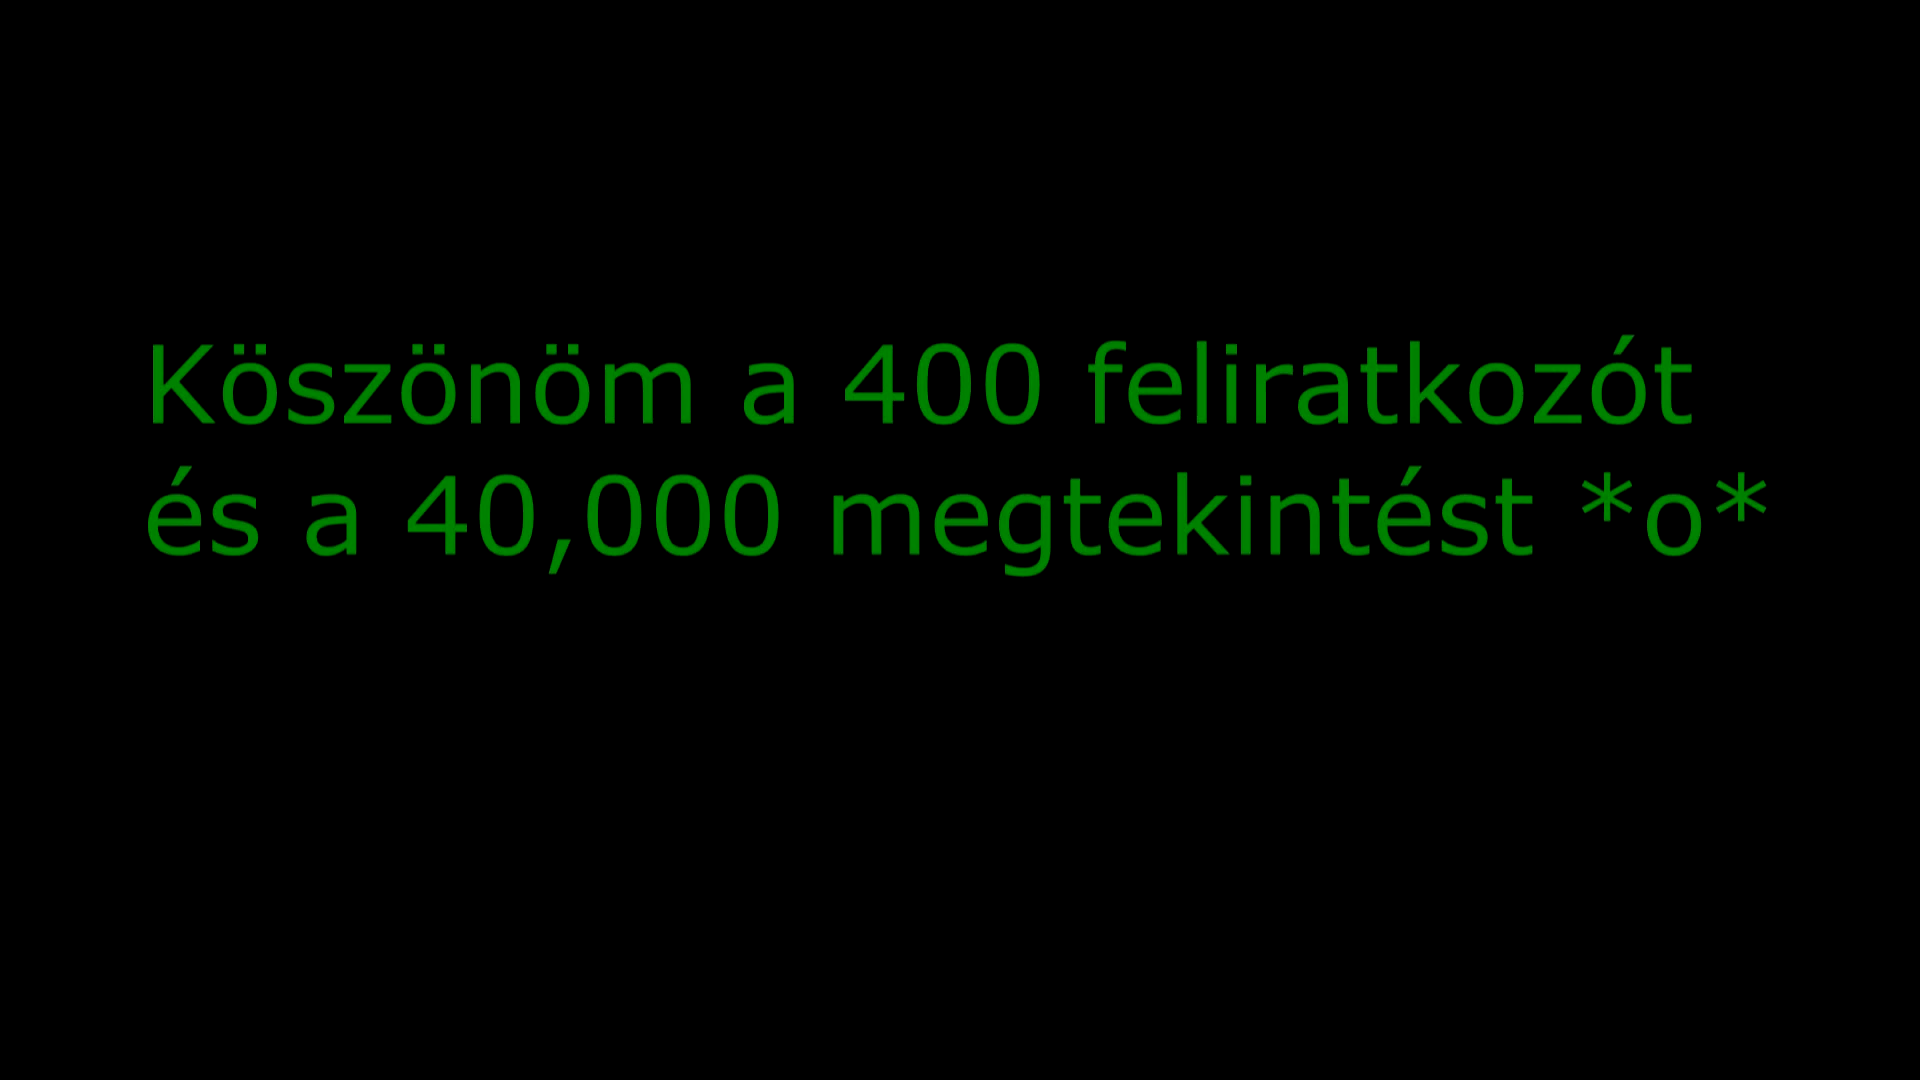 Köszönöm a 400 feliratkozót
és a 40,000 megtekintést *o*